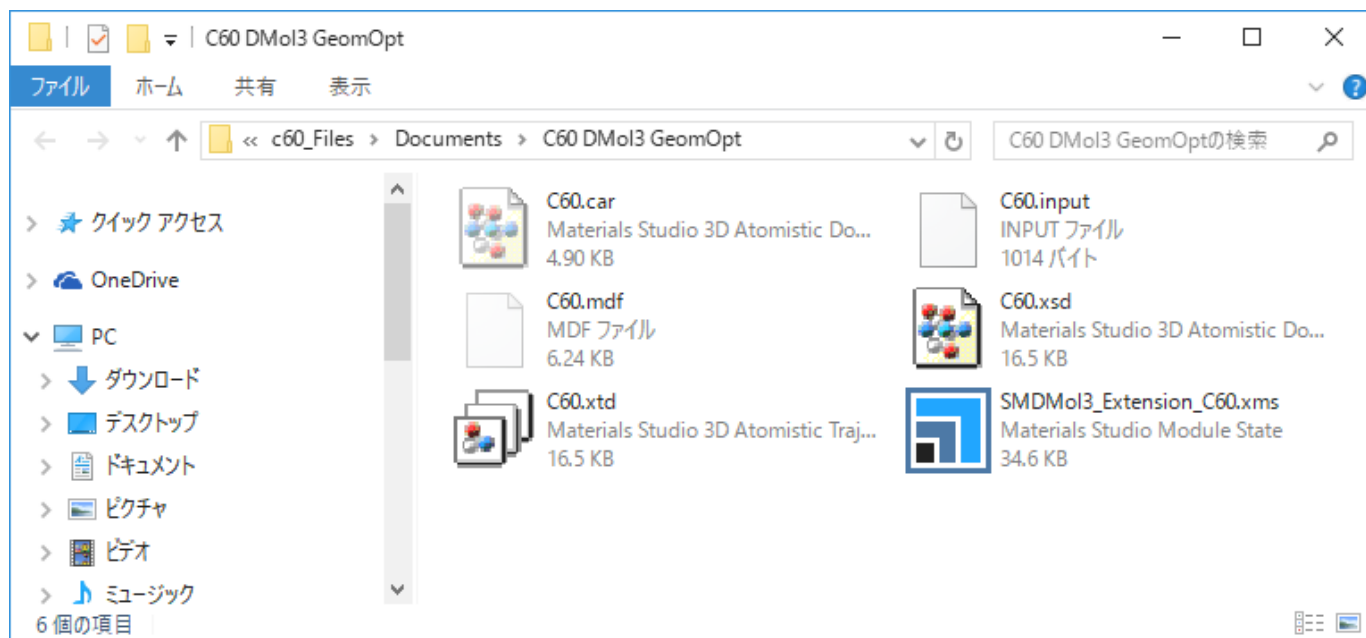 C60 DMol3 GeomOpt
ファイル ホーム 共有 表示
« c60_Files > Documents > C60 DMol3 GeomOpt
C60 DMol3 GeomOptの検索
クイック アクセス
OneDrive
PC
ダウンロード
デスクトップ
ドキュメント
ピクチャ
ビデオ
ミュージック
C60.car
Materials Studio 3D Atomistic Do...
4.90 KB
C60.input
INPUT ファイル
1014 バイト
C60.mdf
MDF ファイル
6.24 KB
C60.xsd
Materials Studio 3D Atomistic Do...
16.5 KB
C60.xtd
Materials Studio 3D Atomistic Traj...
16.5 KB
SMDMol3_Extension_C60.xms
Materials Studio Module State
34.6 KB
6 個の項目